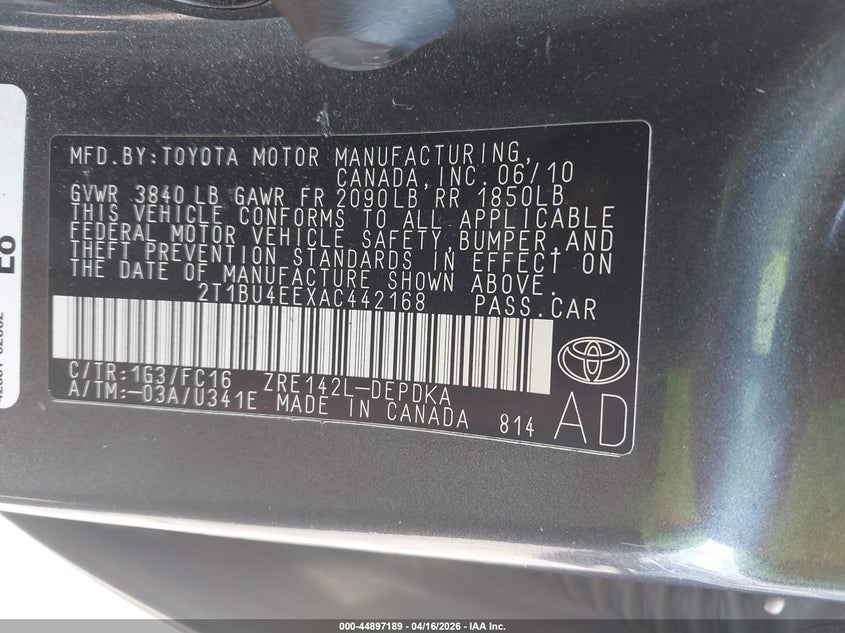 MFD.BY:TOYOTA MOTOR MANUFACTURING,
CANADA,INC. 06/10
GVWR 3840 LB GAWR FR 2090LB RR 1850LB
THIS VEHICLE CONFORMS TO ALL APPLICABLE
FEDERAL MOTOR VEHICLE SAFETY,BUMPER,AND
THEFT PREVENTION STANDARDS IN EFFECT ON
THE DATE OF MANUFACTURE SHOWN ABOVE.
2T1BU4EEXAC442168 PASS.CAR
C/TR:1G3/FC16 ZRE142L-DEPDKA
A/TM:-03A/U341E MADE IN CANADA 814
AD
E8
000-44897189 - 04/16/2026 - IAA Inc.